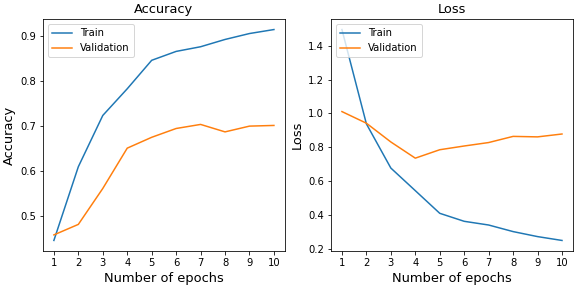 Accuracy
Train
Validation
0.9
0.8
0.7
0.6
0.5
Accuracy
1 2 3 4 5 6 7 8 9 10
Number of epochs
Loss
Train
Validation
1.4
1.2
1.0
0.8
0.6
0.4
0.2
Loss
1 2 3 4 5 6 7 8 9 10
Number of epochs